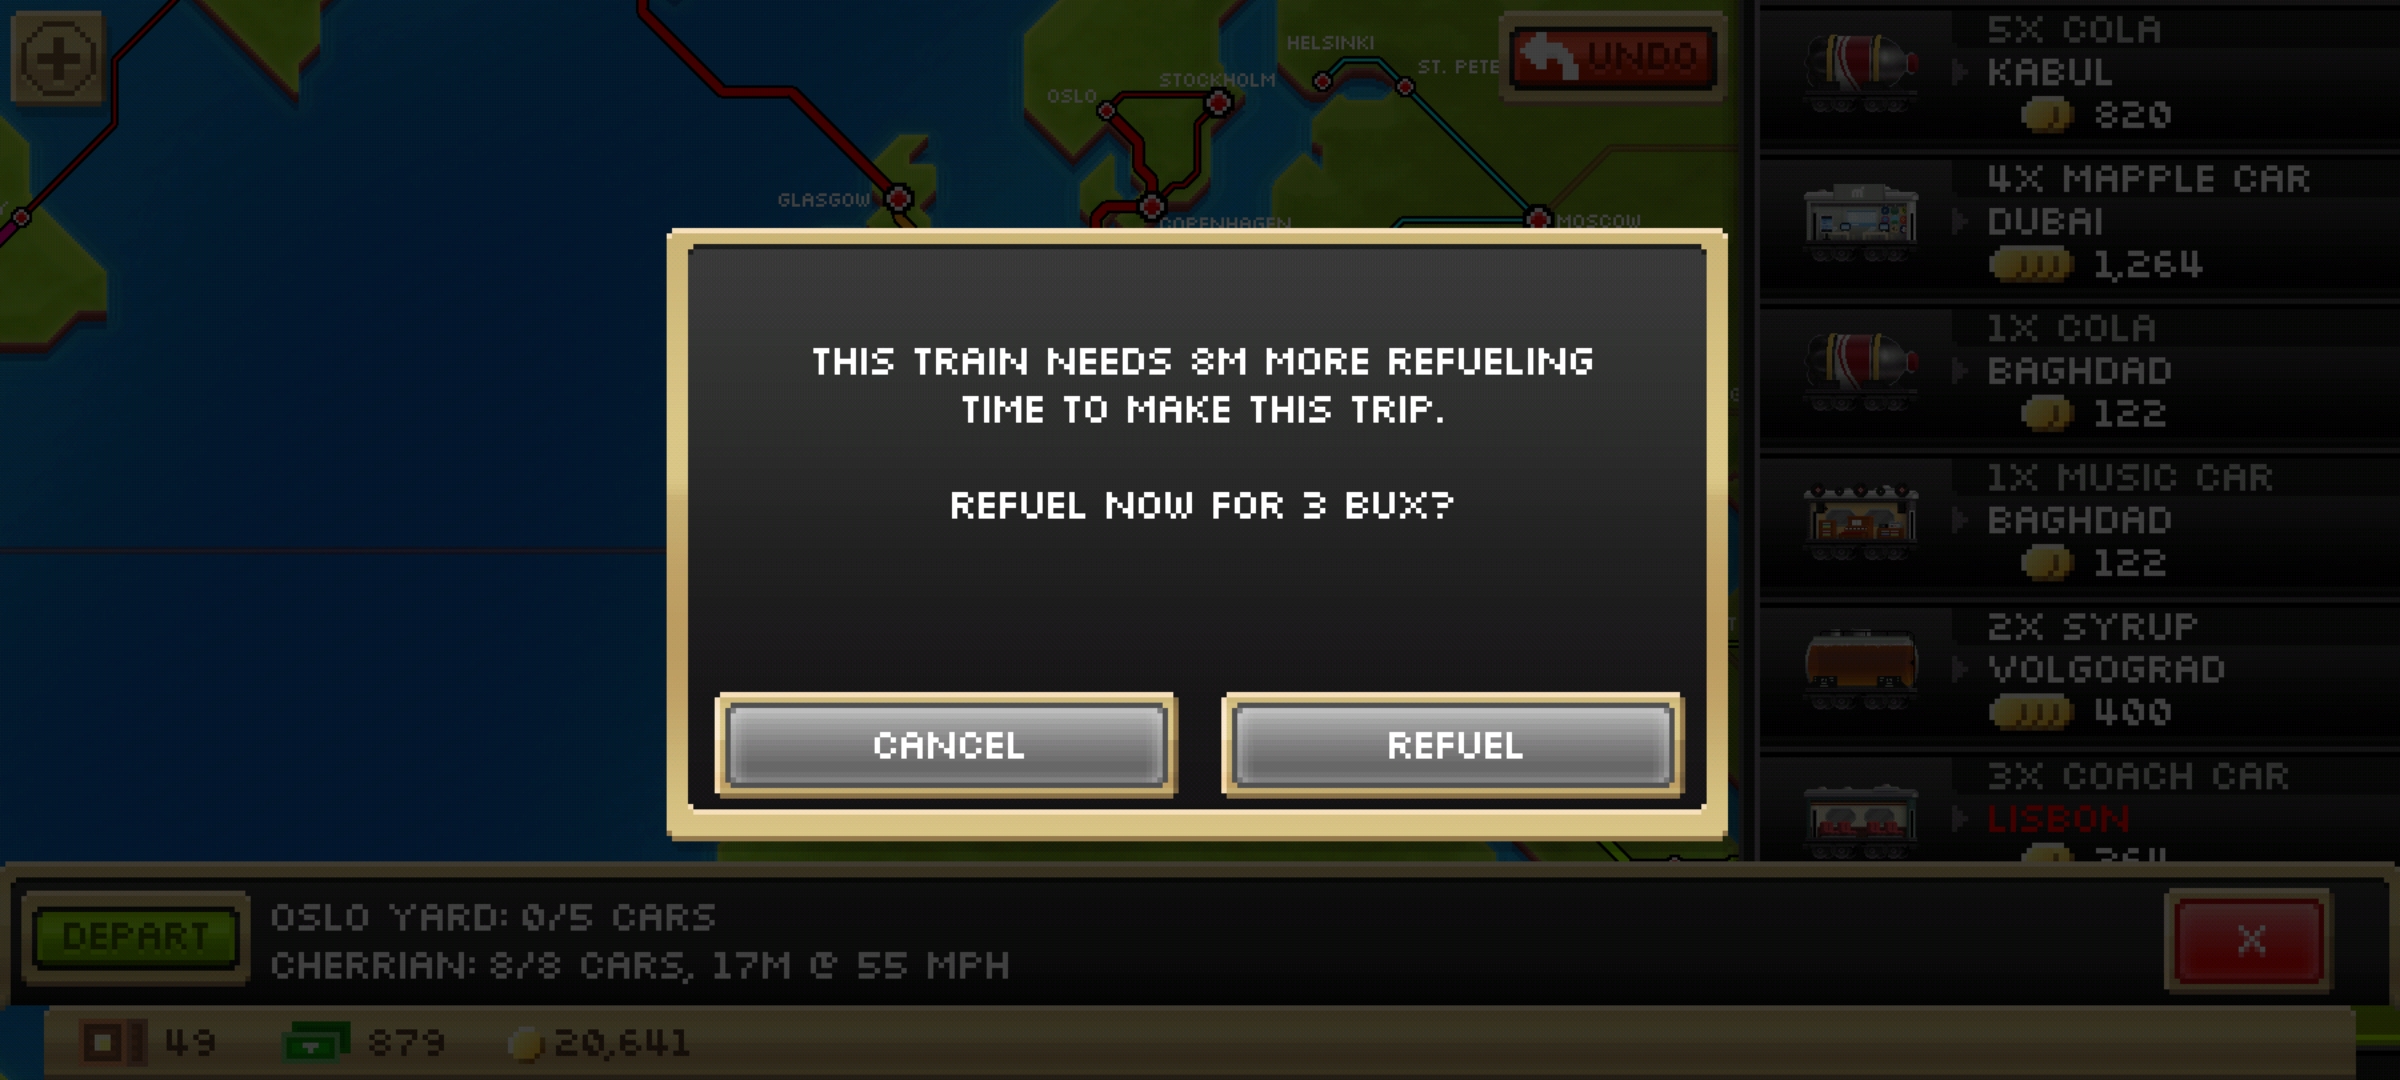 HELSINKI
ST. PETE
STOCKHOLM
OSLO
GLASGOW
COPENHAGEN
MOSCOW
UNDO
5X COLA
KABUL
820
4X MAPPLE CAR
DUBAI
1,264
1X COLA
BAGHDAD
122
1X MUSIC CAR
BAGHDAD
122
2X SYRUP
VOLGOGRAD
400
3X COACH CAR
LISBON
THIS TRAIN NEEDS 8M MORE REFUELING
TIME TO MAKE THIS TRIP.
REFUEL NOW FOR 3 BUX?
CANCEL
REFUEL
DEPART
OSLO YARD: 0/5 CARS
CHERRIAN: 8/8 CARS, 17M @ 55 MPH
X
49
879
20,641